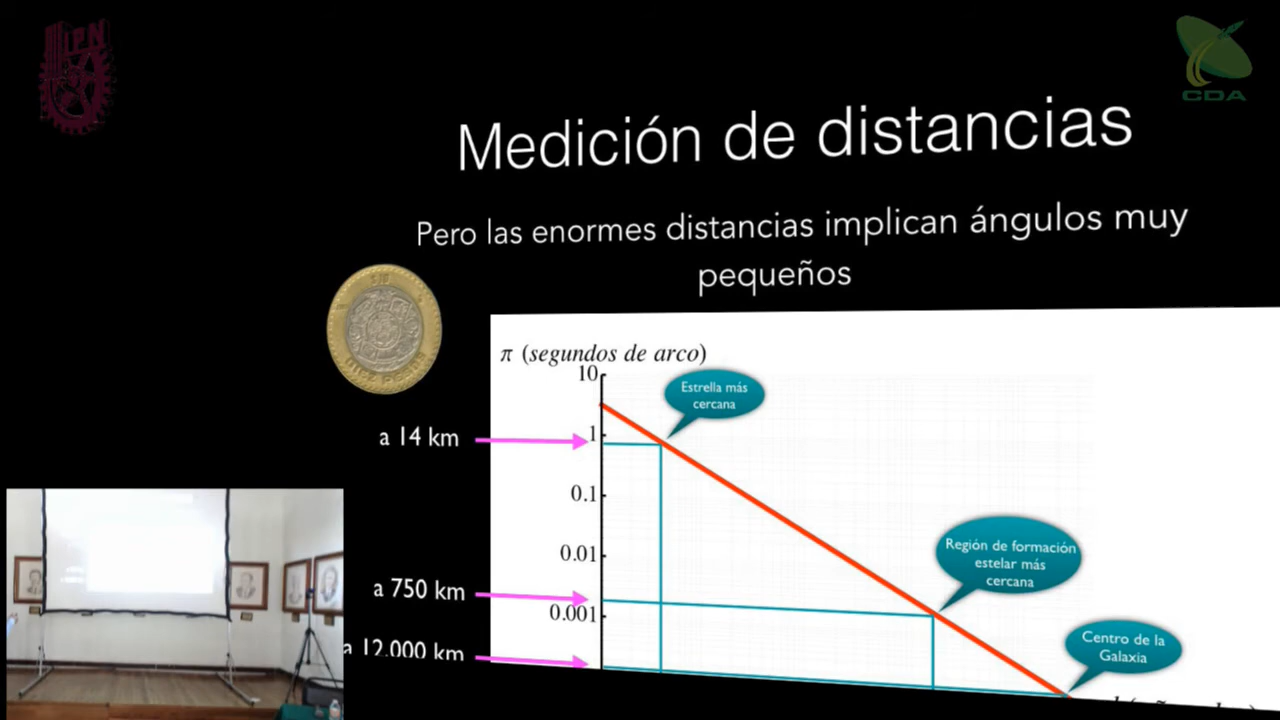 IPN
CDA
Medición de distancias
Pero las enormes distancias implican ángulos muy
pequeños
DIEZ PESOS
π (segundos de arco)
10
Estrella más
cercana
a 14 km
1
0.1
Región de formación
estelar más
cercana
0.01
a 750 km
0.001
Centro de la
Galaxia
a 12.000 km